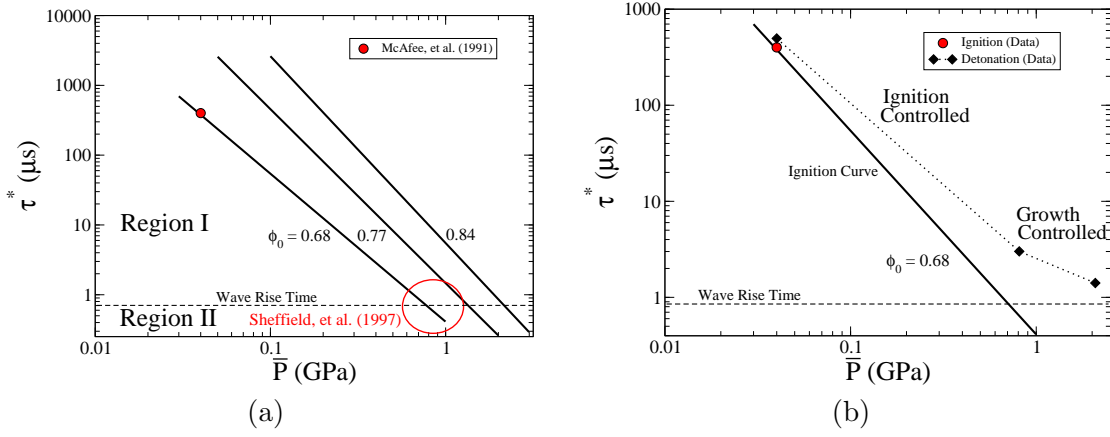 10000
1000
100
10
1
τ* (μs)
McAfee, et al. (1991)
Region I
ϕ0 = 0.68
0.77
0.84
Wave Rise Time
Region II
Sheffield, et al. (1997)
0.01
0.1
1
P̅ (GPa)
(a)
1000
100
10
1
τ* (μs)
Ignition (Data)
Detonation (Data)
Ignition
Controlled
Ignition Curve
Growth
Controlled
ϕ0 = 0.68
Wave Rise Time
0.01
0.1
1
P̅ (GPa)
(b)